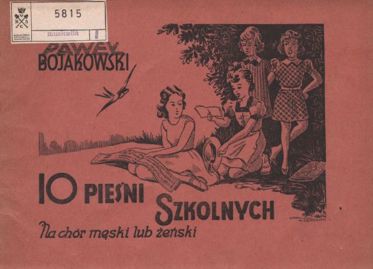 5815
PAWEŁ
BOJAKOWSKI
10 PIEŚNI
SZKOLNYCH
Na chór męski lub żeński